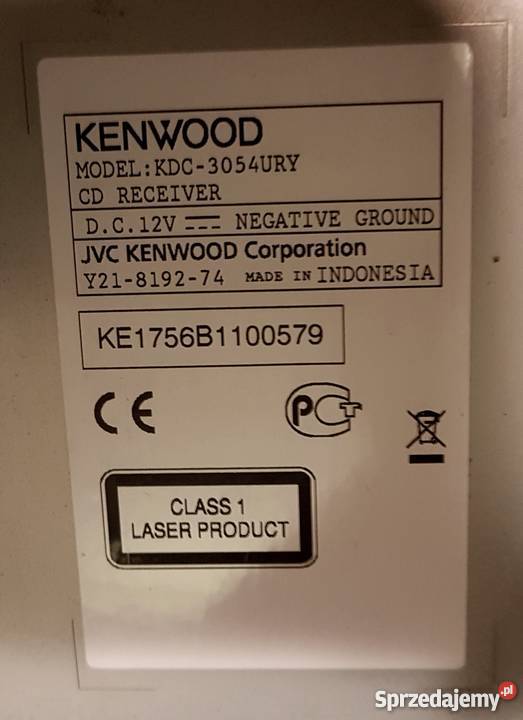 KENWOOD
MODEL:KDC-3054URY
CD RECEIVER
D.C.12V NEGATIVE GROUND
JVC KENWOOD Corporation
Y21-8192-74 MADE IN INDONESIA
KE1756B1100579
CE
РСТ
CLASS 1
LASER PRODUCT
Sprzedajemy.pl